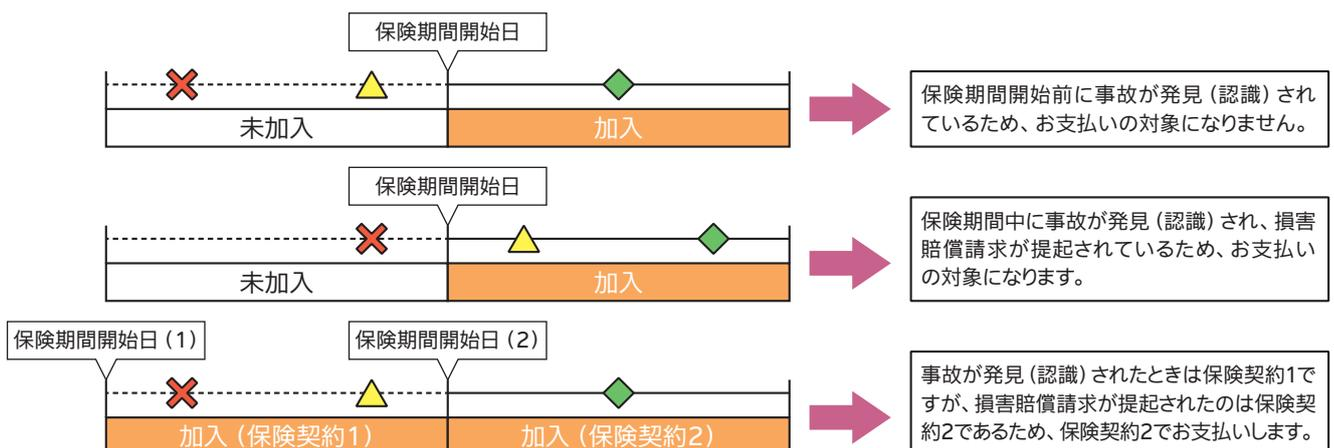 保険期間開始日
未加入
加入
保険期間開始前に事故が発見（認識）され
ているため、お支払いの対象になりません。
保険期間開始日
未加入
加入
保険期間中に事故が発見（認識）され、損害
賠償請求が提起されているため、お支払い
の対象になります。
保険期間開始日（1）
保険期間開始日（2）
加入（保険契約1）
加入（保険契約2）
事故が発見（認識）されたときは保険契約1で
すが、損害賠償請求が提起されたのは保険契
約2であるため、保険契約2でお支払いします。